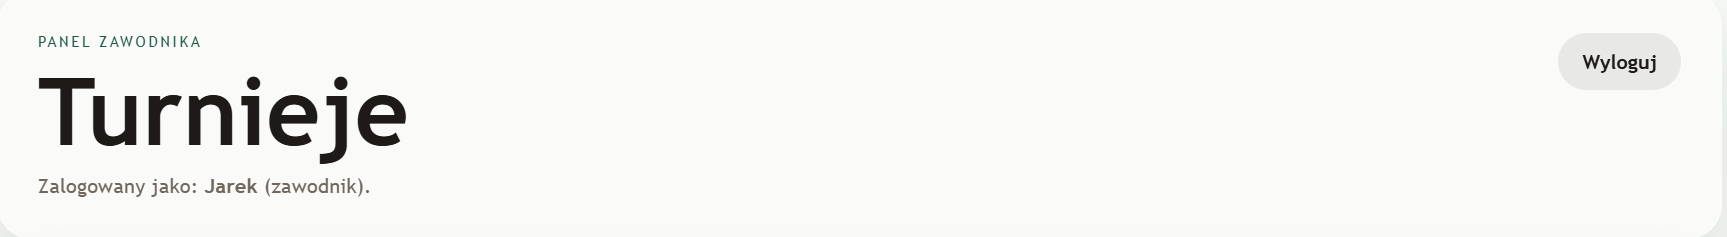 PANEL ZAWODNIKA
Wyloguj
Turnieje
Zalogowany jako: Jarek (zawodnik).